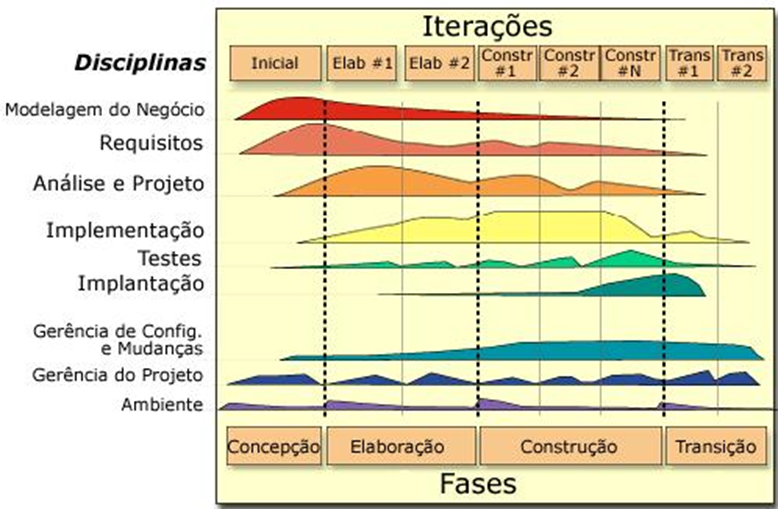 Iterações
Disciplinas
Inicial
Elab #1
Elab #2
Constr
#1
Constr
#2
Constr
#N
Trans
#1
Trans
#2
Modelagem do Negócio
Requisitos
Análise e Projeto
Implementação
Testes
Implantação
Gerência de Config.
e Mudanças
Gerência do Projeto
Ambiente
Concepção
Elaboração
Construção
Transição
Fases